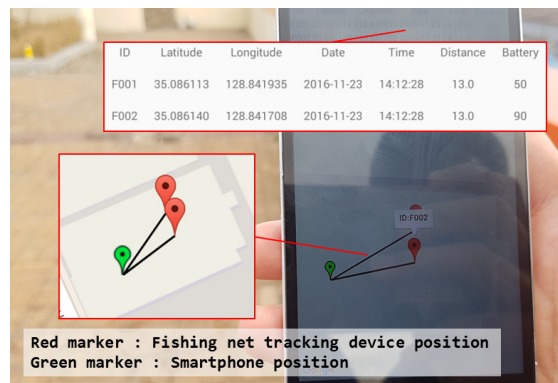 ID Latitude Longitude Date Time Distance Battery
F001 35.086113 128.841935 2016-11-23 14:12:28 13.0 50
F002 35.086140 128.841708 2016-11-23 14:12:28 13.0 90
ID:F002
Red marker : Fishing net tracking device position
Green marker : Smartphone position